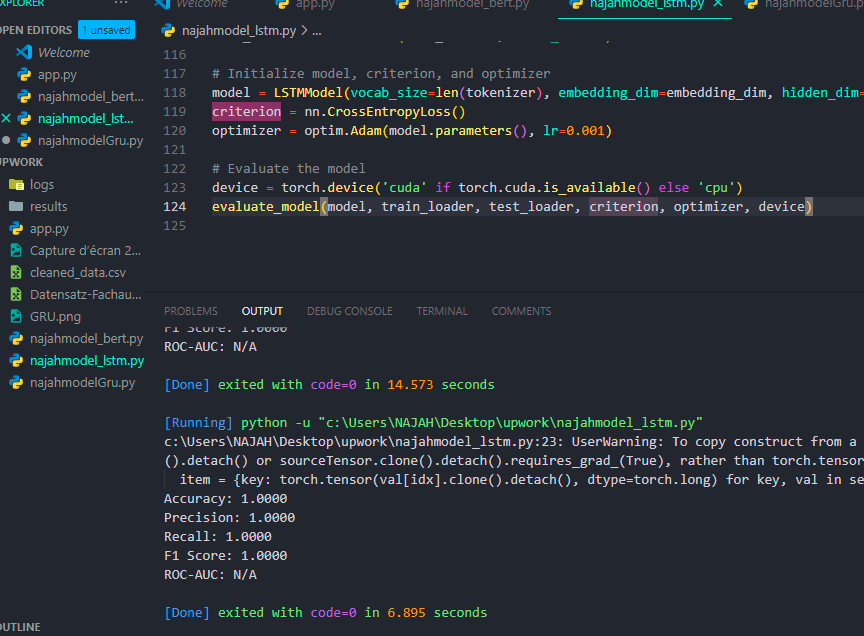 EXPLORER
OPEN EDITORS 1 unsaved
Welcome
app.py
najahmodel_bert...
najahmodel_lst...
najahmodelGru.py
UPWORK
logs
results
app.py
Capture d'écran 2...
cleaned_data.csv
Datensatz-Fachau...
GRU.png
najahmodel_bert.py
najahmodel_lstm.py
najahmodelGru.py
OUTLINE
Welcome app.py najahmodel_bert.py najahmodel_lstm.py najahmodelGru.p
najahmodel_lstm.py > ...
116
117 # Initialize model, criterion, and optimizer
118 model = LSTMModel(vocab_size=len(tokenizer), embedding_dim=embedding_dim, hidden_dim=
119 criterion = nn.CrossEntropyLoss()
120 optimizer = optim.Adam(model.parameters(), lr=0.001)
121
122 # Evaluate the model
123 device = torch.device('cuda' if torch.cuda.is_available() else 'cpu')
124 evaluate_model(model, train_loader, test_loader, criterion, optimizer, device)
125
PROBLEMS OUTPUT DEBUG CONSOLE TERMINAL COMMENTS
F1 Score: 1.0000
ROC-AUC: N/A
[Done] exited with code=0 in 14.573 seconds
[Running] python -u "c:\Users\NAJAH\Desktop\upwork\najahmodel_lstm.py"
c:\Users\NAJAH\Desktop\upwork\najahmodel_lstm.py:23: UserWarning: To copy construct from a
().detach() or sourceTensor.clone().detach().requires_grad_(True), rather than torch.tensor
item = {key: torch.tensor(val[idx].clone().detach(), dtype=torch.long) for key, val in se
Accuracy: 1.0000
Precision: 1.0000
Recall: 1.0000
F1 Score: 1.0000
ROC-AUC: N/A
[Done] exited with code=0 in 6.895 seconds